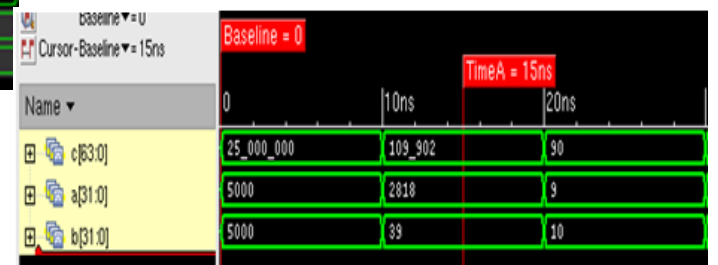 Baseline▼=0
Cursor-Baseline▼=15ns
Baseline = 0
TimeA = 15ns
Name ▼
0 10ns 20ns
c[63:0] 25_000_000 109_902 90
a[31:0] 5000 2818 9
b[31:0] 5000 39 10